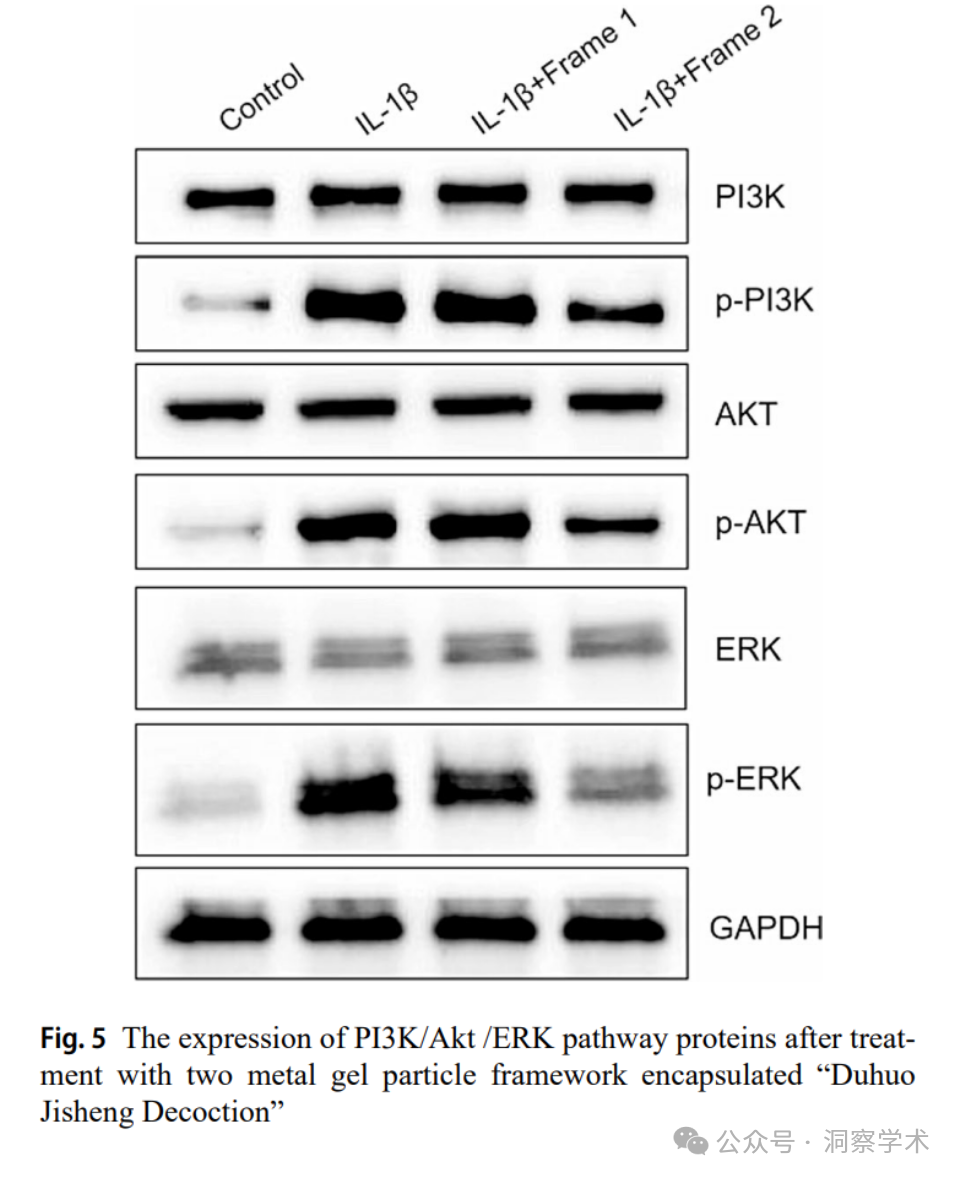 Control
IL-1β
IL-1β+Frame 1
IL-1β+Frame 2
PI3K
p-PI3K
AKT
p-AKT
ERK
p-ERK
GAPDH
Fig. 5 The expression of PI3K/Akt /ERK pathway proteins after treat-
ment with two metal gel particle framework encapsulated “Duhuo
Jisheng Decoction”
公众号 · 洞察学术